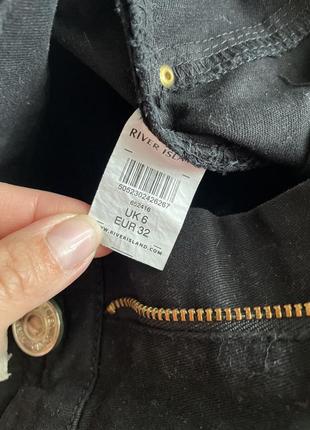 RIVER ISLAND
5052302426267
652416
UK 6
EUR 32
WWW.RIVERISLAND.COM